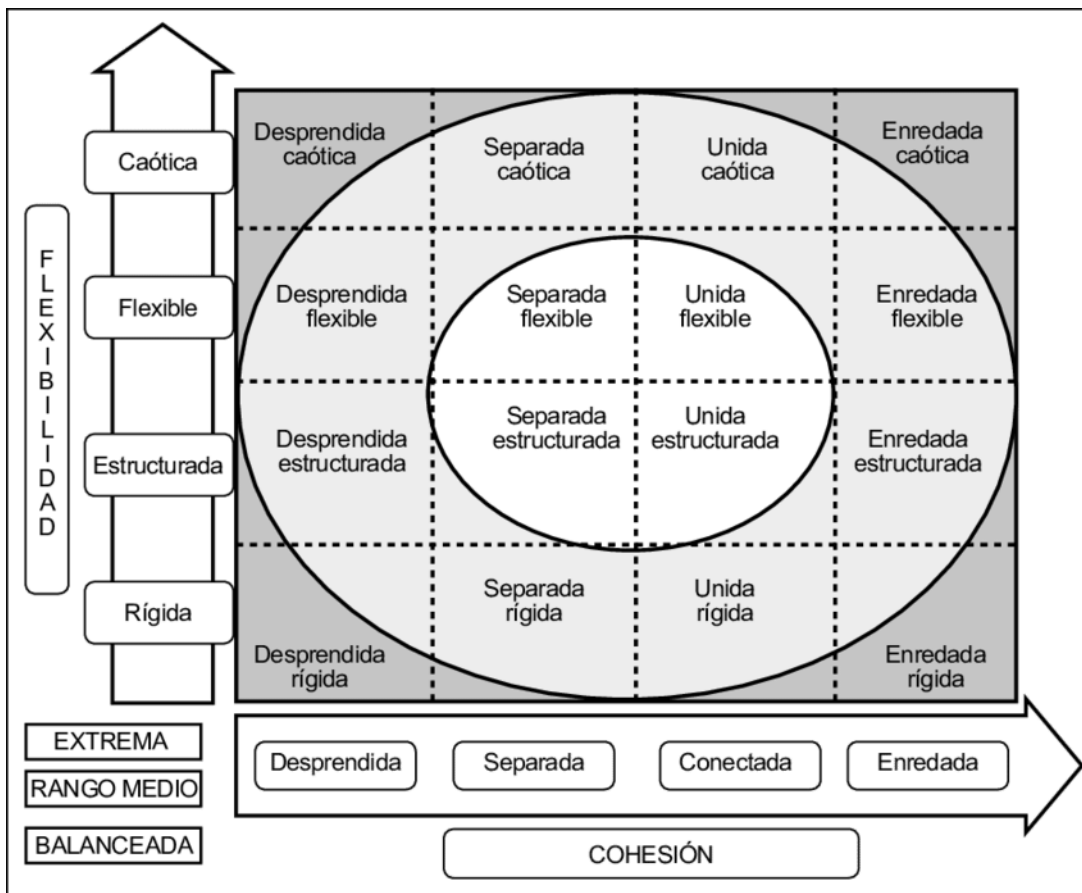 Caótica
Desprendida
caótica
Separada
caótica
Unida
caótica
Enredada
caótica
FLEXIBILIDAD
Flexible
Desprendida
flexible
Separada
flexible
Unida
flexible
Enredada
flexible
Estructurada
Desprendida
estructurada
Separada
estructurada
Unida
estructurada
Enredada
estructurada
Rígida
Desprendida
rígida
Separada
rígida
Unida
rígida
Enredada
rígida
EXTREMA
RANGO MEDIO
BALANCEADA
Desprendida
Separada
Conectada
Enredada
COHESIÓN